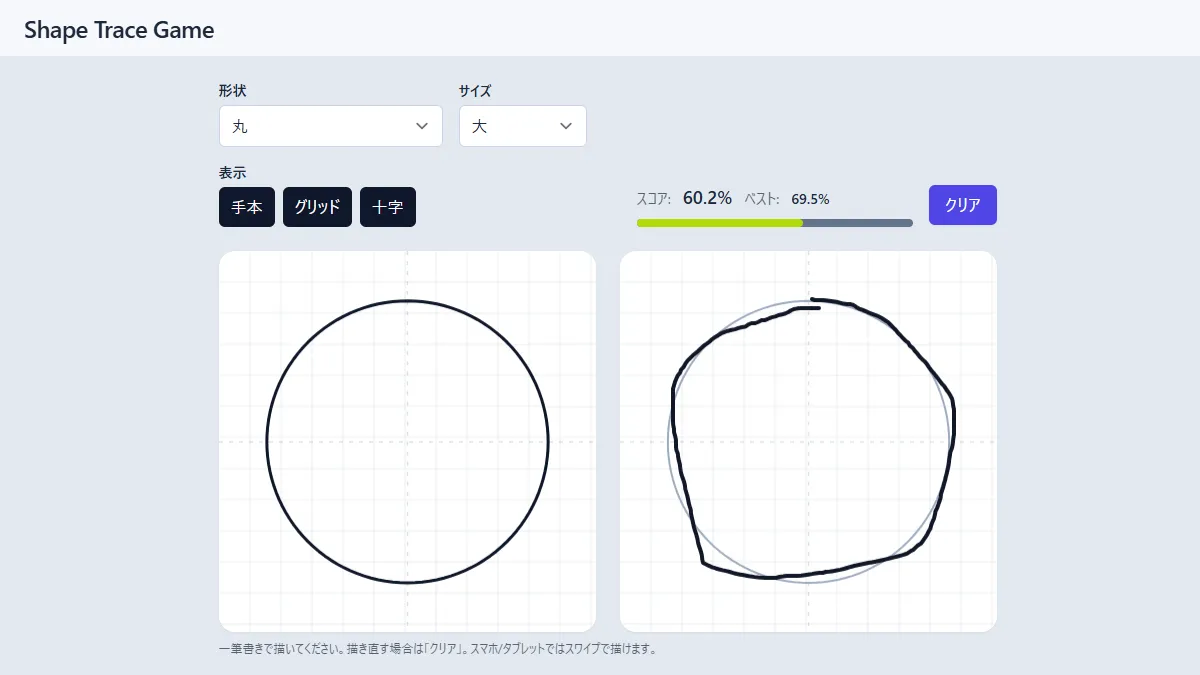 Shape Trace Game
形状 サイズ
丸 大
表示
手本 グリッド 十字 スコア: 60.2% ベスト: 69.5% クリア
一筆書きで描いてください。描き直す場合は「クリア」。スマホ/タブレットではスワイプで描けます。